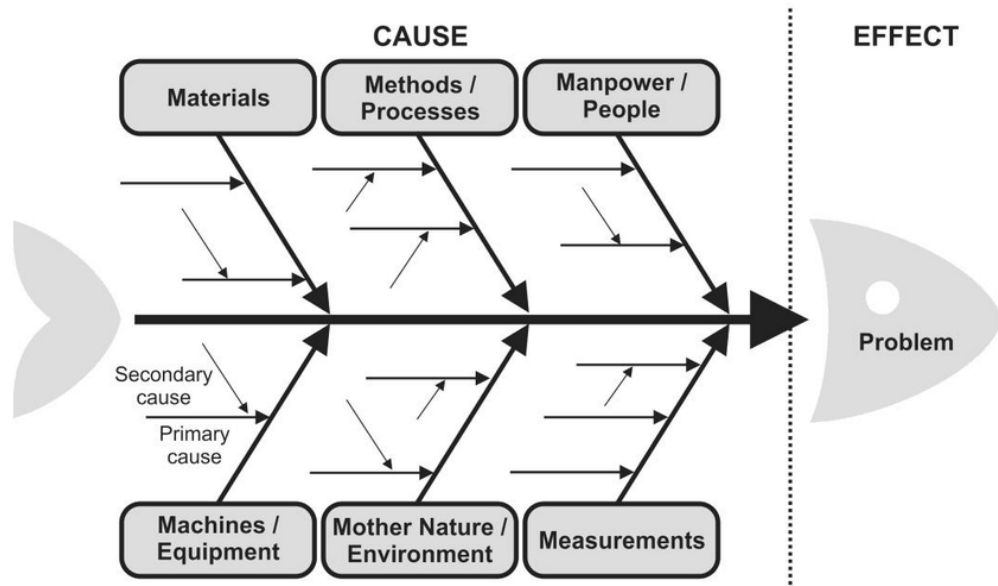 CAUSE
EFFECT
Materials
Methods /
Processes
Manpower /
People
Problem
Secondary
cause
Primary
cause
Machines /
Equipment
Mother Nature /
Environment
Measurements